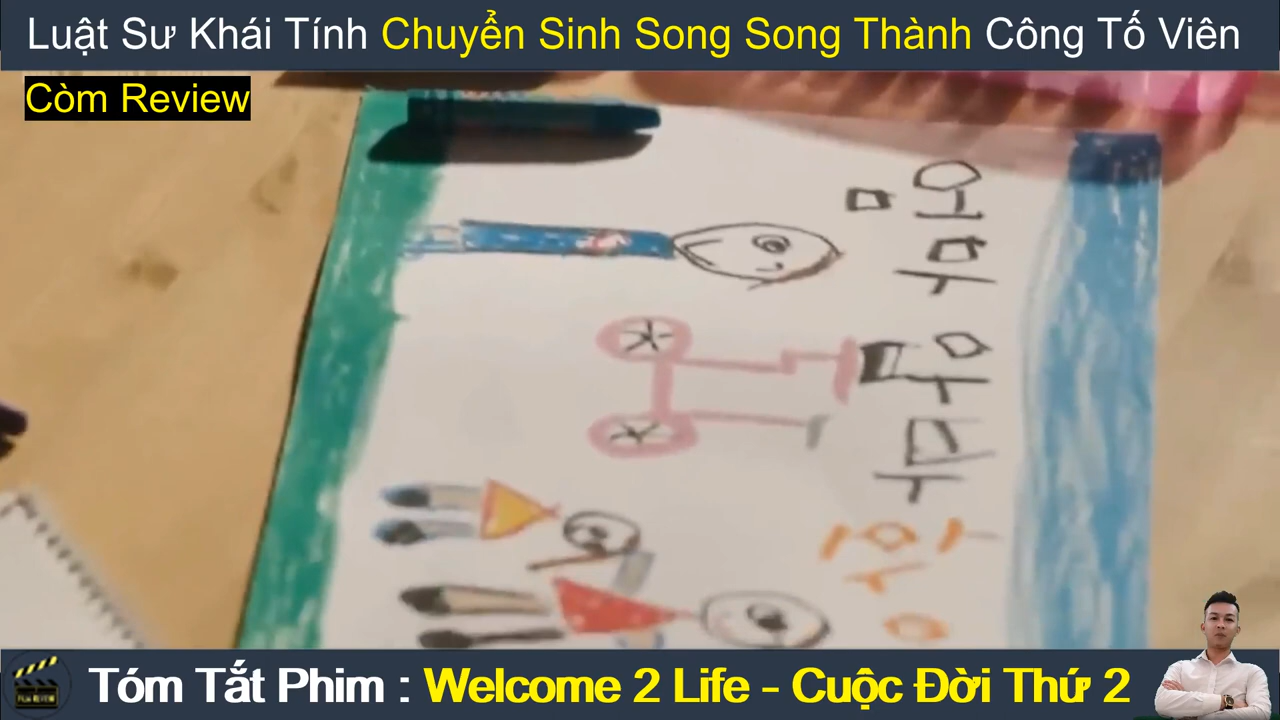 Luật Sư Khái Tính Chuyển Sinh Song Song Thành Công Tố Viên
Còm Review
엄마 아빠
Tóm Tắt Phim : Welcome 2 Life - Cuộc Đời Thứ 2